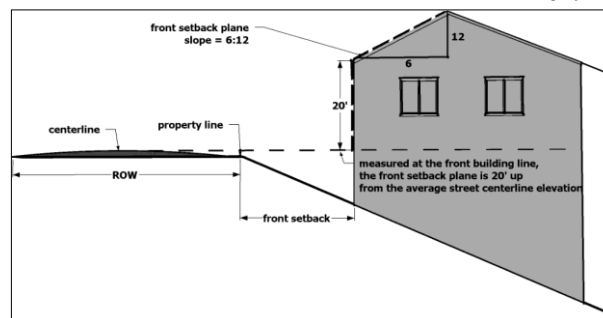 front setback plane
slope = 6:12
12
6
20'
property line
centerline
measured at the front building line,
the front setback plane is 20' up
from the average street centerline elevation
ROW
front setback